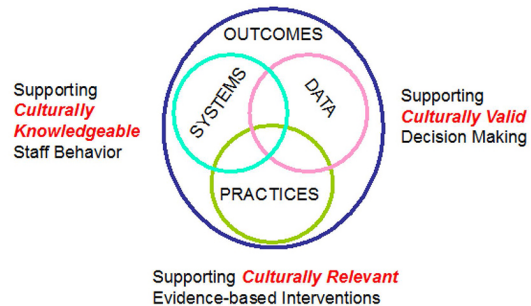 OUTCOMES
Supporting
Culturally
Knowledgeable
Staff Behavior
SYSTEMS
DATA
Supporting
Culturally Valid
Decision Making
PRACTICES
Supporting Culturally Relevant
Evidence-based Interventions